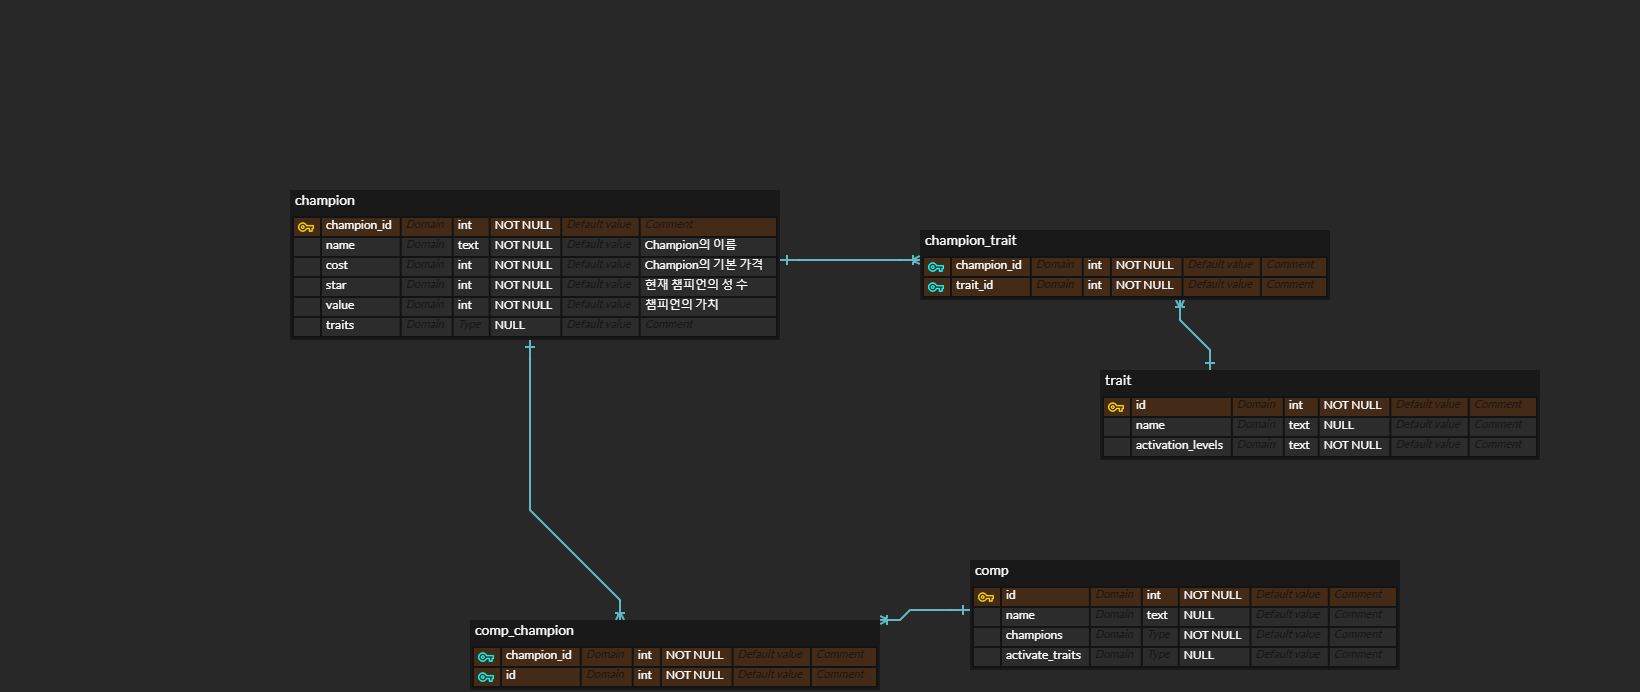 champion
champion_id Domain int NOT NULL Default value Comment
name Domain text NOT NULL Default value Champion의 이름
cost Domain int NOT NULL Default value Champion의 기본 가격
star Domain int NOT NULL Default value 현재 챔피언의 성 수
value Domain int NOT NULL Default value 챔피언의 가치
traits Domain Type NULL Default value Comment
champion_trait
champion_id Domain int NOT NULL Default value Comment
trait_id Domain int NOT NULL Default value Comment
trait
id Domain int NOT NULL Default value Comment
name Domain text NULL Default value Comment
activation_levels Domain text NOT NULL Default value Comment
comp
id Domain int NOT NULL Default value Comment
name Domain text NULL Default value Comment
champions Domain Type NOT NULL Default value Comment
activate_traits Domain Type NULL Default value Comment
comp_champion
champion_id Domain int NOT NULL Default value Comment
id Domain int NOT NULL Default value Comment